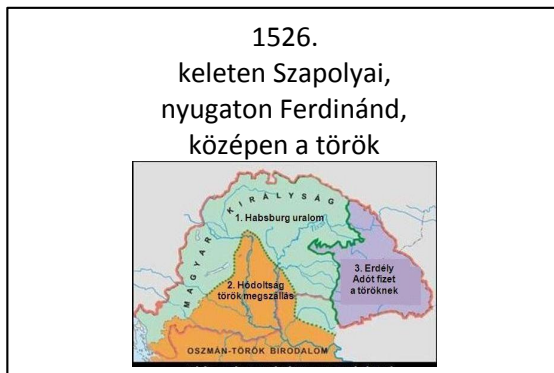 1526.
keleten Szapolyai,
nyugaton Ferdinánd,
középen a török
MAGYAR KIRÁLYSÁG
1. Habsburg uralom
2. Hódoltság
török megszállás
3. Erdély
Adót fizet
a töröknek
OSZMÁN-TÖRÖK BIRODALOM